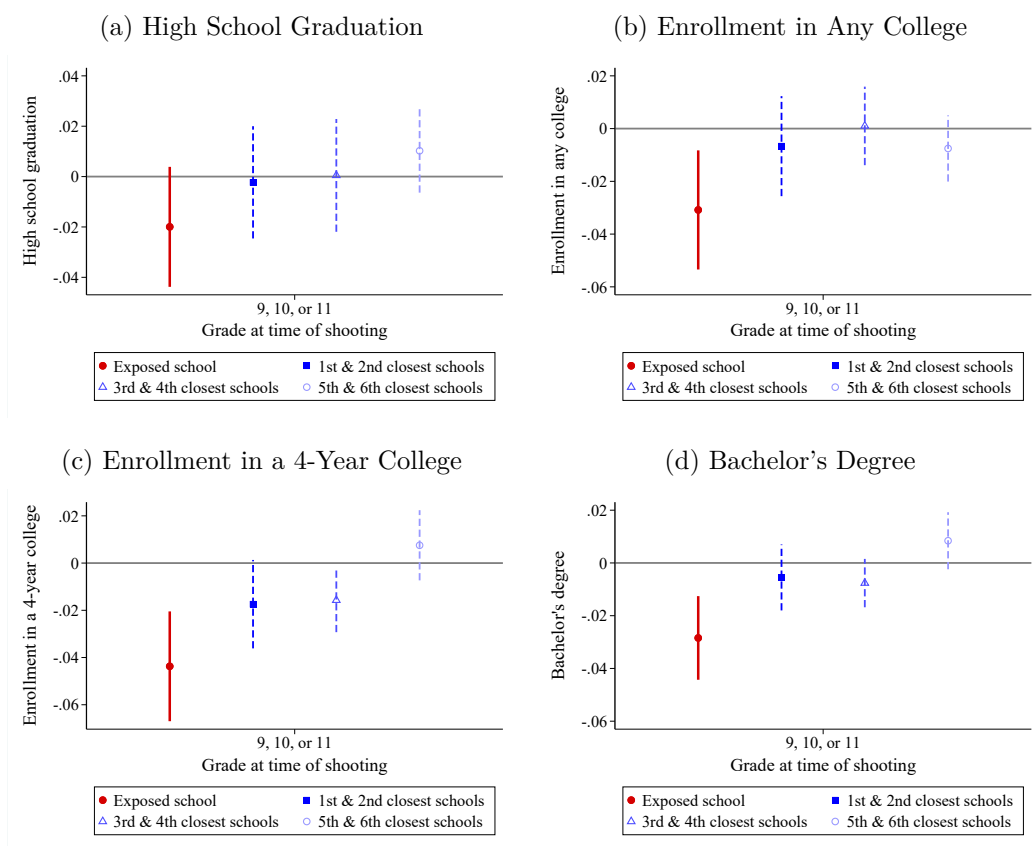 (a) High School Graduation
High school graduation
.04
.02
0
-.02
-.04
9, 10, or 11
Grade at time of shooting
Exposed school
1st & 2nd closest schools
3rd & 4th closest schools
5th & 6th closest schools
(b) Enrollment in Any College
Enrollment in any college
.02
0
-.02
-.04
-.06
9, 10, or 11
Grade at time of shooting
Exposed school
1st & 2nd closest schools
3rd & 4th closest schools
5th & 6th closest schools
(c) Enrollment in a 4-Year College
Enrollment in a 4-year college
.02
0
-.02
-.04
-.06
9, 10, or 11
Grade at time of shooting
Exposed school
1st & 2nd closest schools
3rd & 4th closest schools
5th & 6th closest schools
(d) Bachelor's Degree
Bachelor's degree
.02
0
-.02
-.04
-.06
9, 10, or 11
Grade at time of shooting
Exposed school
1st & 2nd closest schools
3rd & 4th closest schools
5th & 6th closest schools